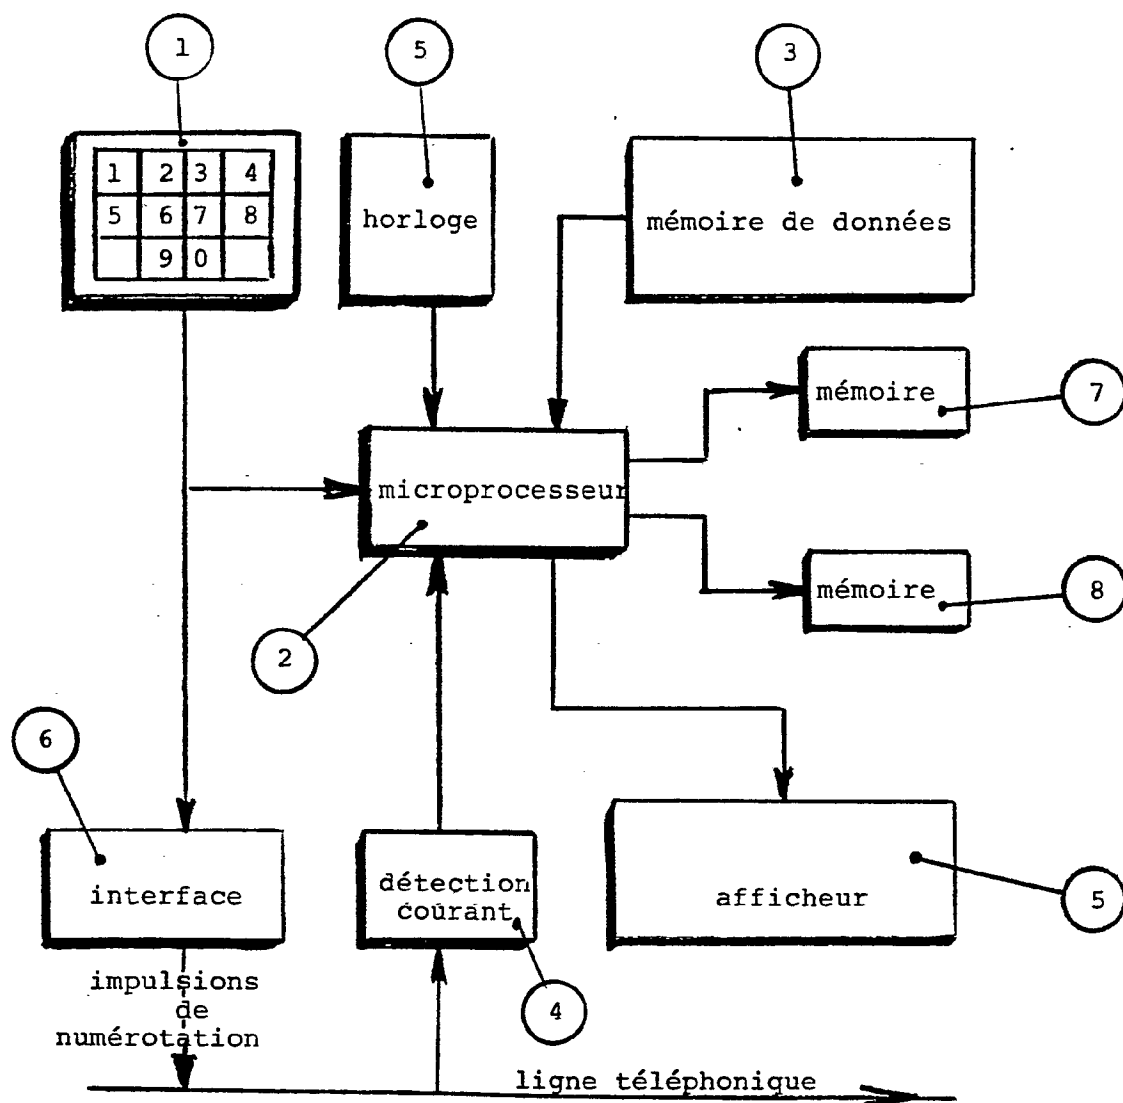 1
5
3
1 2 3 4
5 6 7 8
9 0
horloge
mémoire de données
mémoire
7
microprocesseur
mémoire
8
2
6
interface
détection
courant
afficheur
5
impulsions
de
numérotation
4
ligne téléphonique